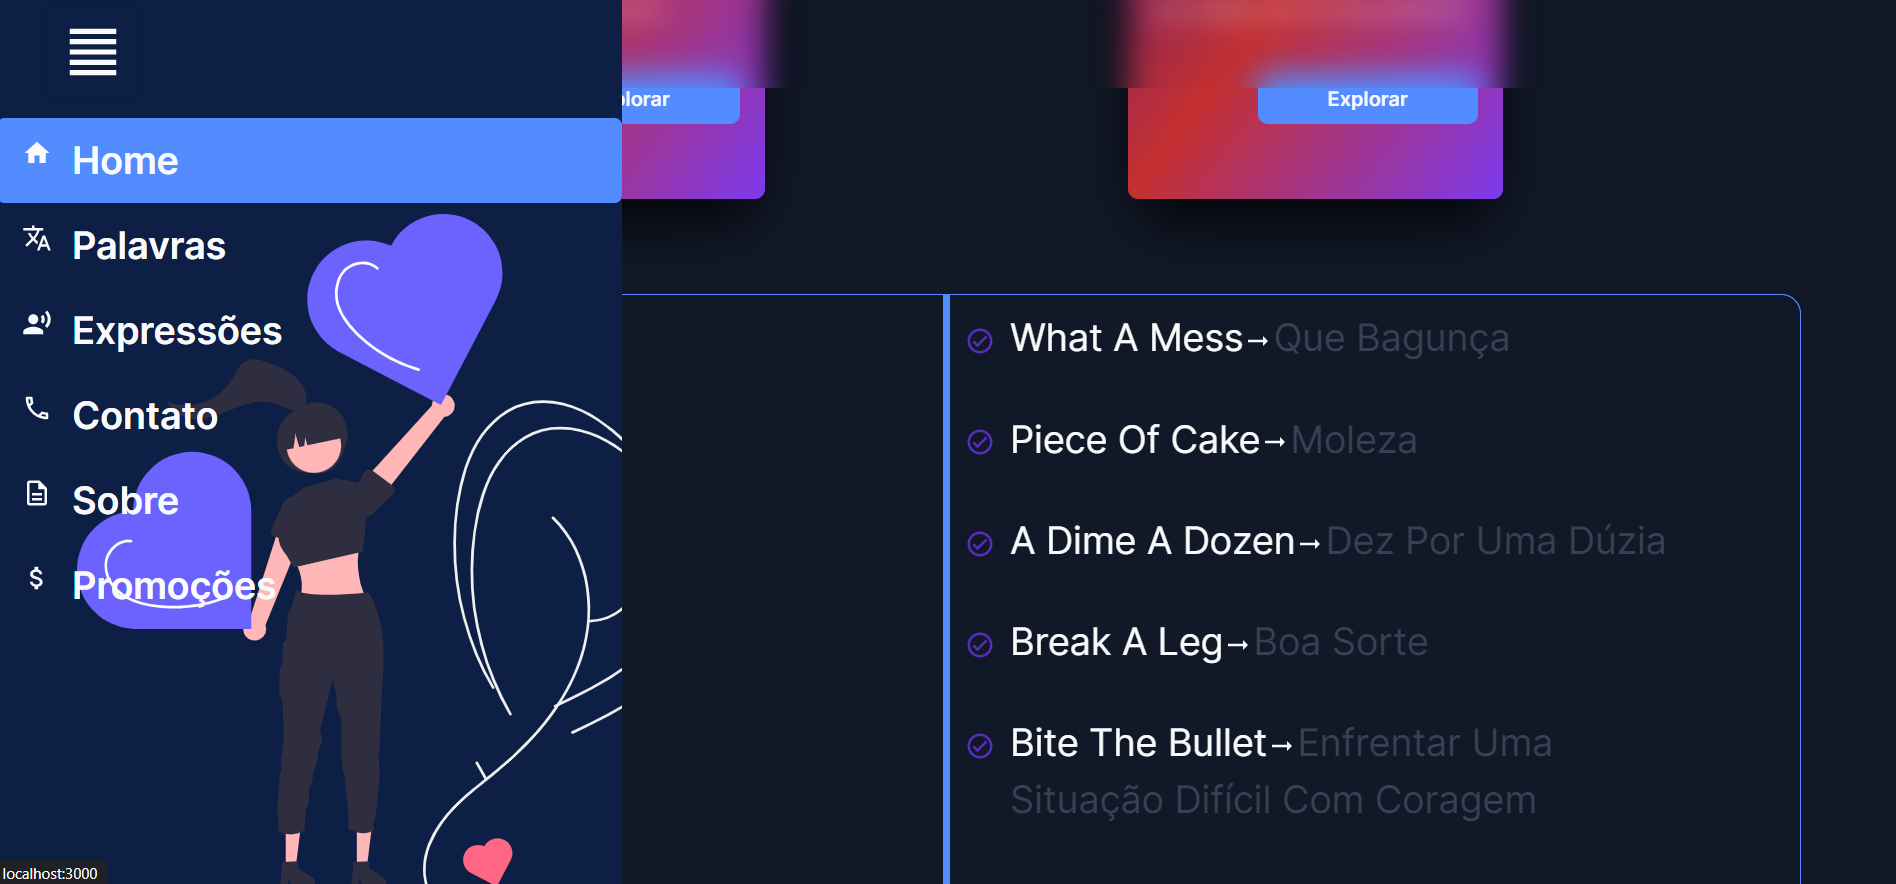 Home
Palavras
Expressões
Contato
Sobre
Promoções
localhost:3000
Explorar
What A Mess→Que Bagunça
Piece Of Cake→Moleza
A Dime A Dozen→Dez Por Uma Dúzia
Break A Leg→Boa Sorte
Bite The Bullet→Enfrentar Uma
Situação Difícil Com Coragem